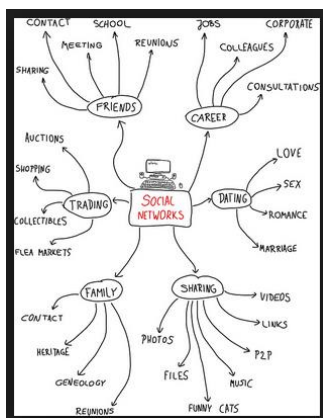 CONTACT
SCHOOL
MEETING
REUNIONS
SHARING
FRIENDS
JOBS
CORPORATE
COLLEAGUES
CONSULTATIONS
CAREER
AUCTIONS
SHOPPING
COLLECTIBLES
FLEA MARKETS
TRADING
SOCIAL
NETWORKS
DATING
LOVE
SEX
ROMANCE
MARRIAGE
FAMILY
CONTACT
HERITAGE
GENEOLOGY
REUNIONS
SHARING
VIDEOS
LINKS
P2P
MUSIC
FUNNY CATS
FILES
PHOTOS